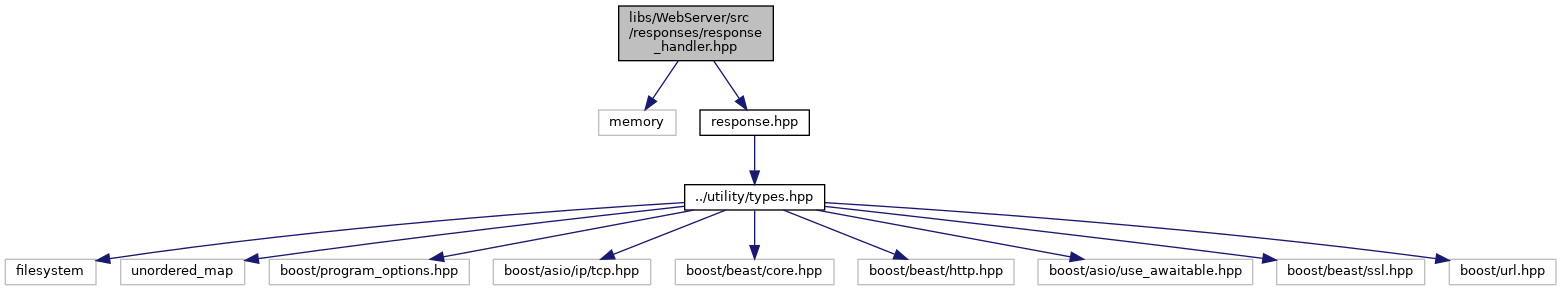 libs/WebServer/src
/responses/response
_handler.hpp
memory
response.hpp
../utility/types.hpp
filesystem
unordered_map
boost/program_options.hpp
boost/asio/ip/tcp.hpp
boost/beast/core.hpp
boost/beast/http.hpp
boost/asio/use_awaitable.hpp
boost/beast/ssl.hpp
boost/url.hpp